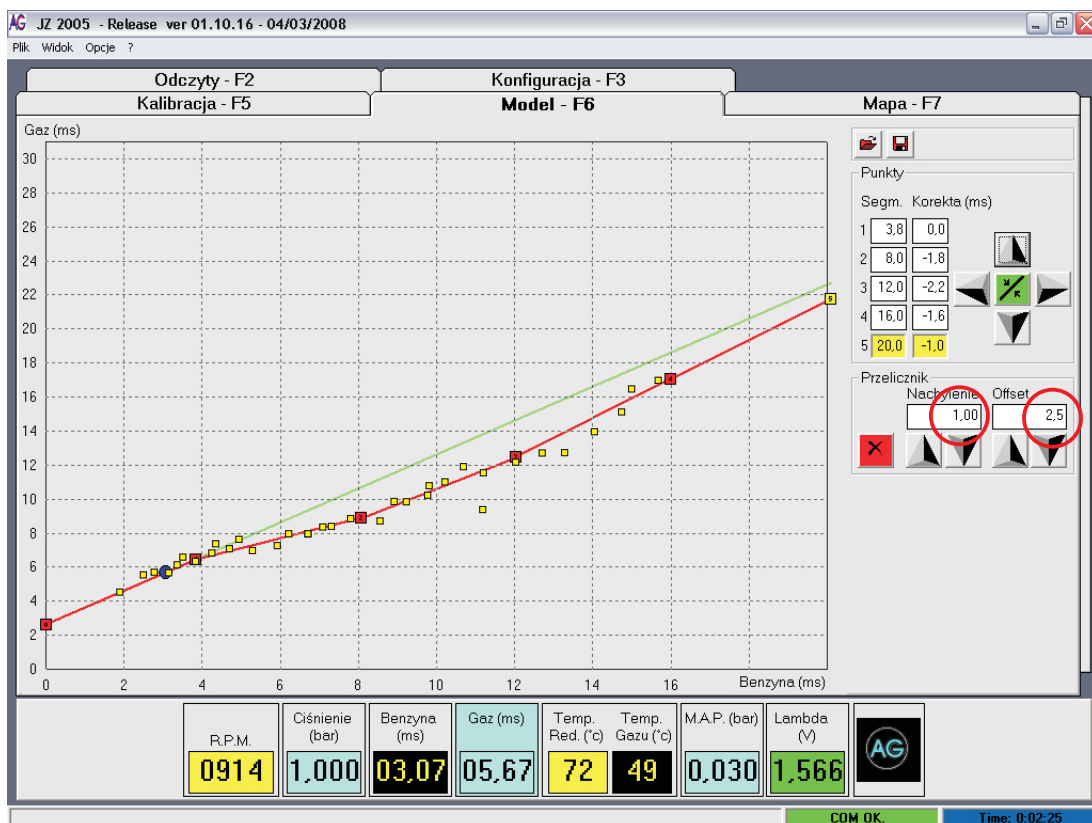 AG JZ 2005 - Release ver 01.10.16 - 04/03/2008
Plik Widok Opcje ?
Odczyty - F2 Konfiguracja - F3
Kalibracja - F5 Model - F6 Mapa - F7
Gaz (ms)
30
28
26
24
22
20
18
16
14
12
10
8
6
4
2
0
0 2 4 6 8 10 12 14 16 Benzyna (ms)
0 2 3 4 5
Punkty
Segm. Korekta (ms)
1 3,8 0,0
2 8,0 -1,8
3 12,0 -2,2
4 16,0 -1,6
5 20,0 -1,0
Przelicznik
Nachylenie Offset
1,00 2,5
R.P.M.
0914
Ciśnienie
(bar)
1,000
Benzyna
(ms)
03,07
Gaz (ms)
05,67
Temp.
Red. (°c)
72
Temp.
Gazu (°c)
49
M.A.P. (bar)
0,030
Lambda
(V)
1,566
AG
COM OK. Time: 0:02:25